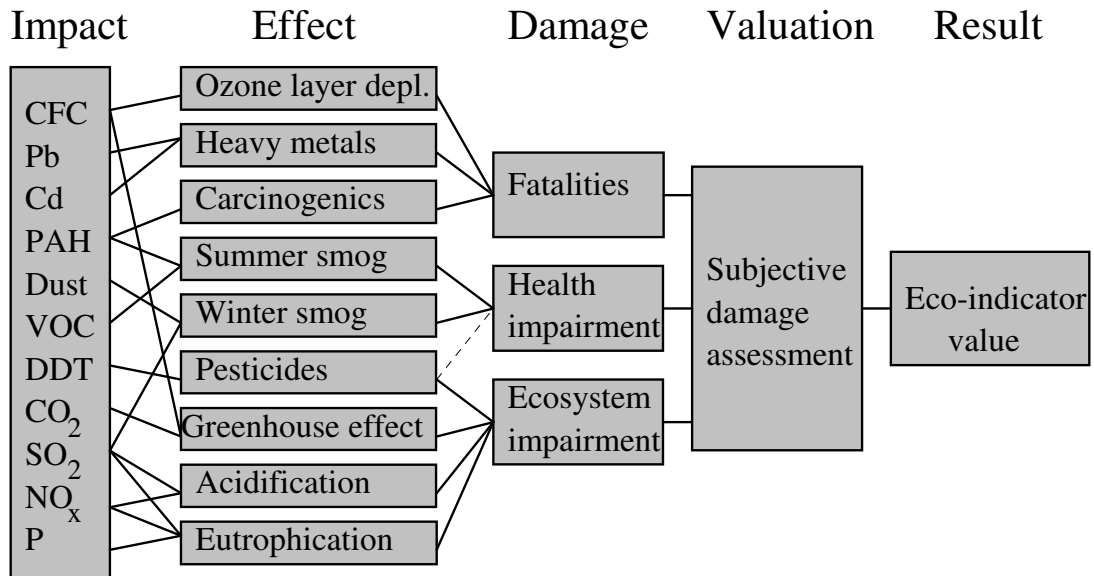 Impact
Effect
Damage
Valuation
Result
CFC
Pb
Cd
PAH
Dust
VOC
DDT
CO2
SO2
NOx
P
Ozone layer depl.
Heavy metals
Carcinogenics
Summer smog
Winter smog
Pesticides
Greenhouse effect
Acidification
Eutrophication
Fatalities
Health
impairment
Ecosystem
impairment
Subjective
damage
assessment
Eco-indicator
value